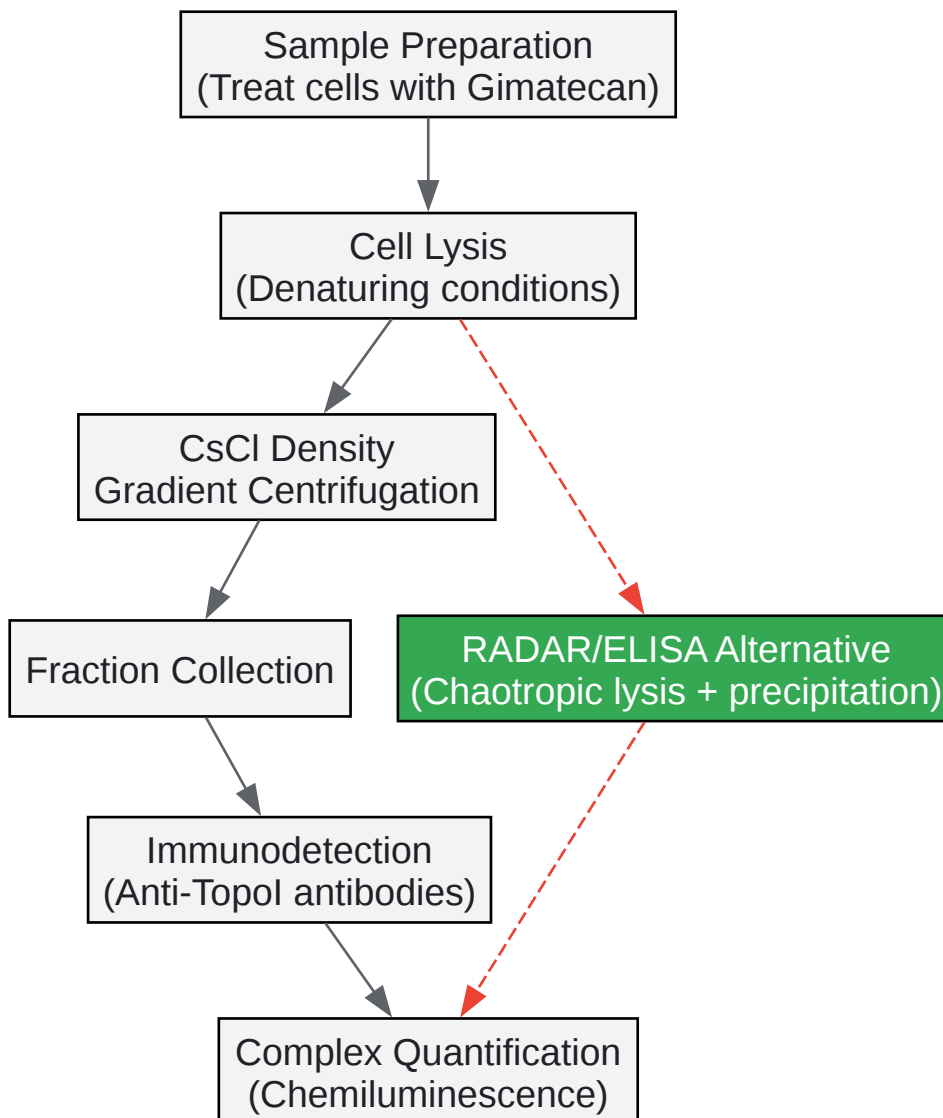 Sample Preparation
(Treat cells with Gimatecan)
Cell Lysis
(Denaturing conditions)
CsCl Density
Gradient Centrifugation
Fraction Collection
RADAR/ELISA Alternative
(Chaotropic lysis + precipitation)
Immunodetection
(Anti-TopoI antibodies)
Complex Quantification
(Chemiluminescence)